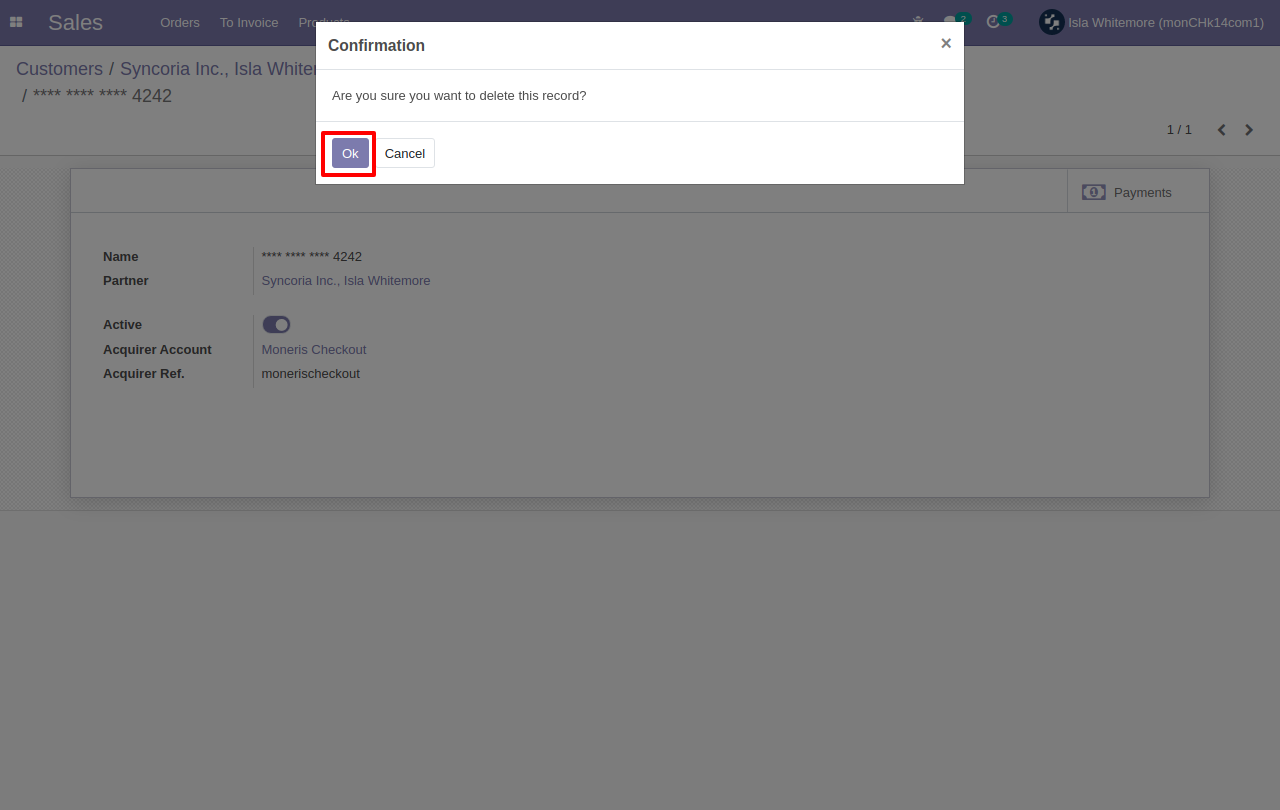 Sales
Orders
To Invoice
Products
2
3
Isla Whitemore (monCHk14com1)
Customers / Syncoria Inc., Isla Whitem
/ **** **** **** 4242
1 / 1
Confirmation
×
Are you sure you want to delete this record?
Ok
Cancel
Payments
Name
**** **** **** 4242
Partner
Syncoria Inc., Isla Whitemore
Active
Acquirer Account
Moneris Checkout
Acquirer Ref.
monerischeckout